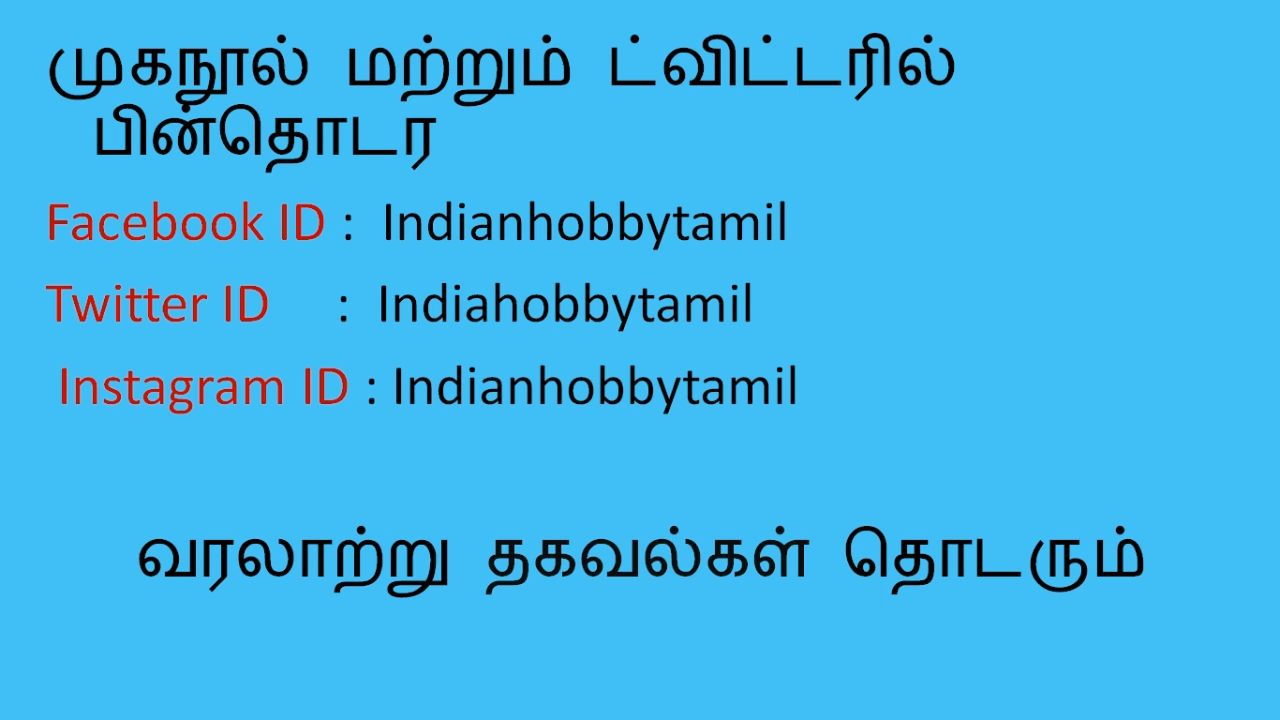 முகநூல் மற்றும் ட்விட்டரில்
பின்தொடர
Facebook ID : Indianhobbytamil
Twitter ID : Indiahobbytamil
Instagram ID : Indianhobbytamil
வரலாற்று தகவல்கள் தொடரும்